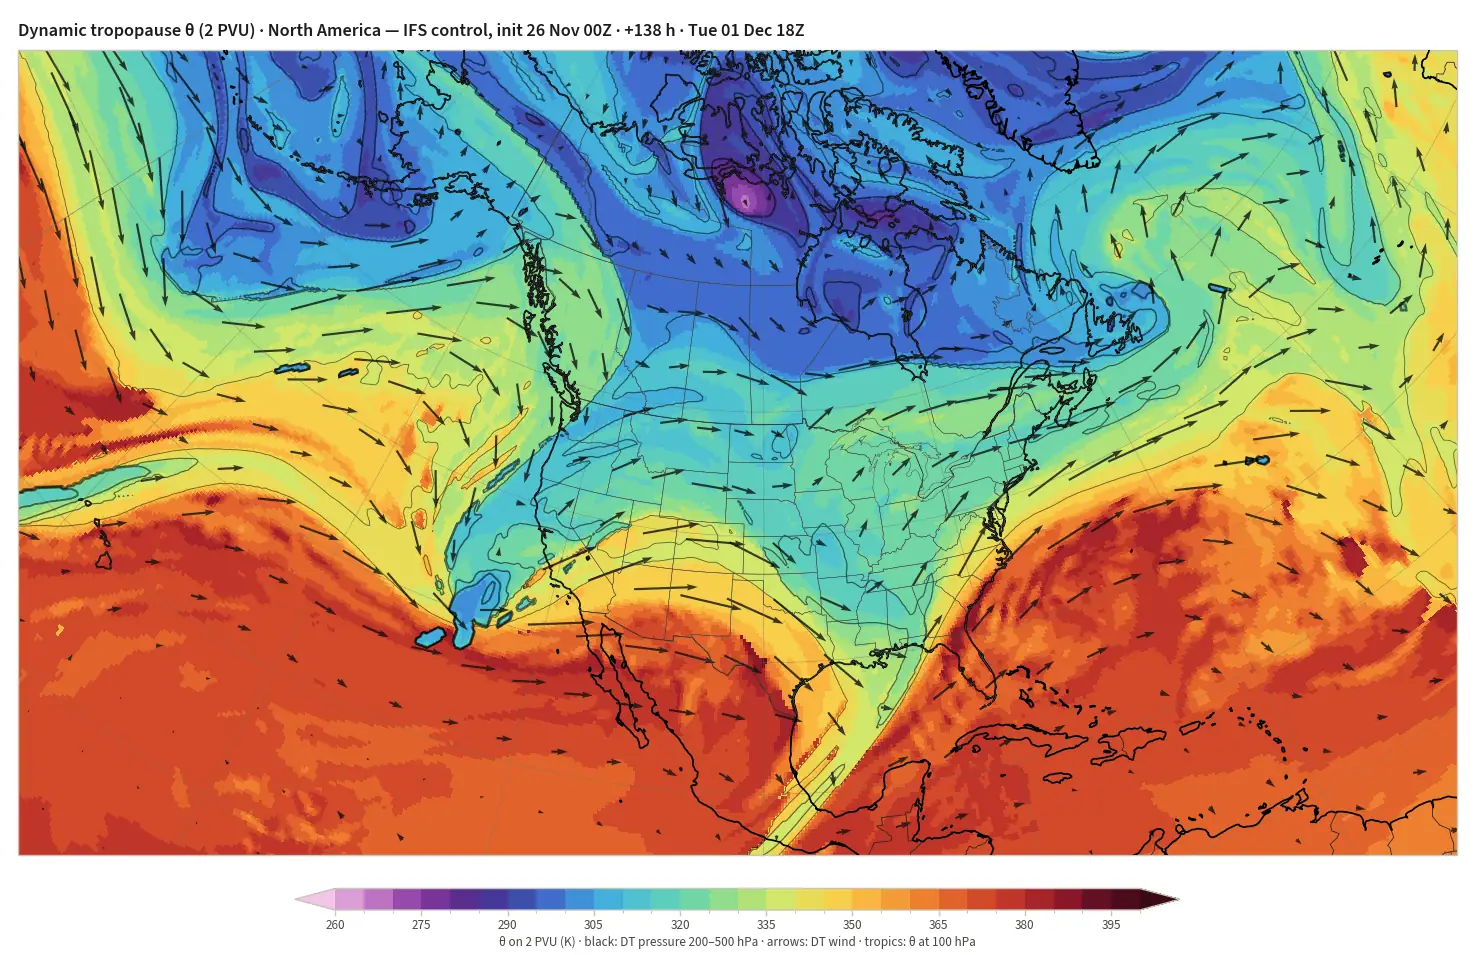 Dynamic tropopause θ (2 PVU) · North America — IFS control, init 26 Nov 00Z · +138 h · Tue 01 Dec 18Z
260 275 290 305 320 335 350 365 380 395
θ on 2 PVU (K) · black: DT pressure 200–500 hPa · arrows: DT wind · tropics: θ at 100 hPa